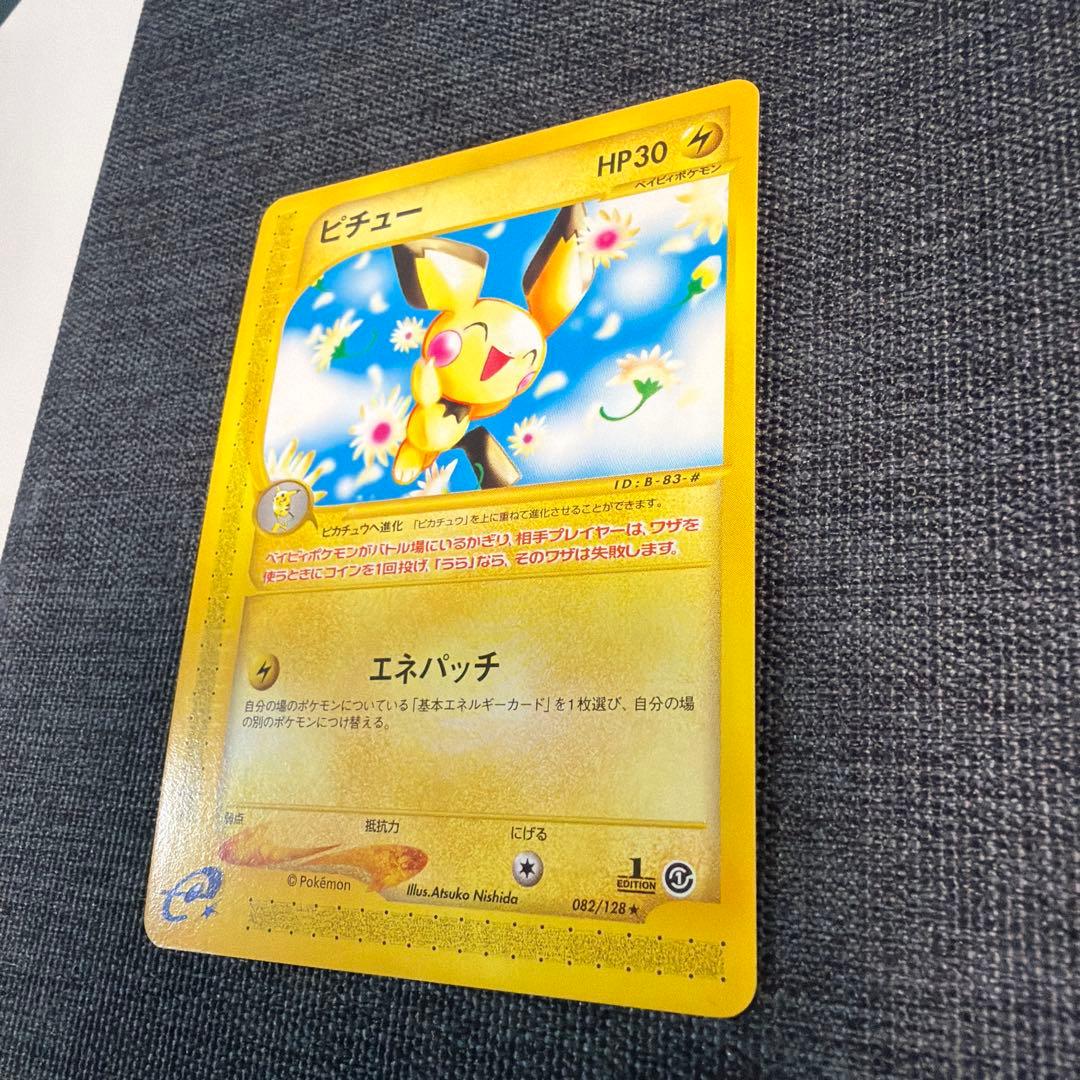 ピチュー
HP30
ベイビィポケモン
ID:B-83-#
ピカチュウへ進化 「ピカチュウ」を上に重ねて進化させることができます。
ベイビィポケモンがバトル場にいるかぎり、相手プレイヤーは、ワザを
使うときにコインを1回投げ、「うら」なら、そのワザは失敗します。
エネパッチ
自分の場のポケモンについている「基本エネルギーカード」を1枚選び、自分の場
の別のポケモンにつけ替える。
弱点 抵抗力 にげる
© Pokémon
Illus.Atsuko Nishida
1
EDITION
082/128★
e